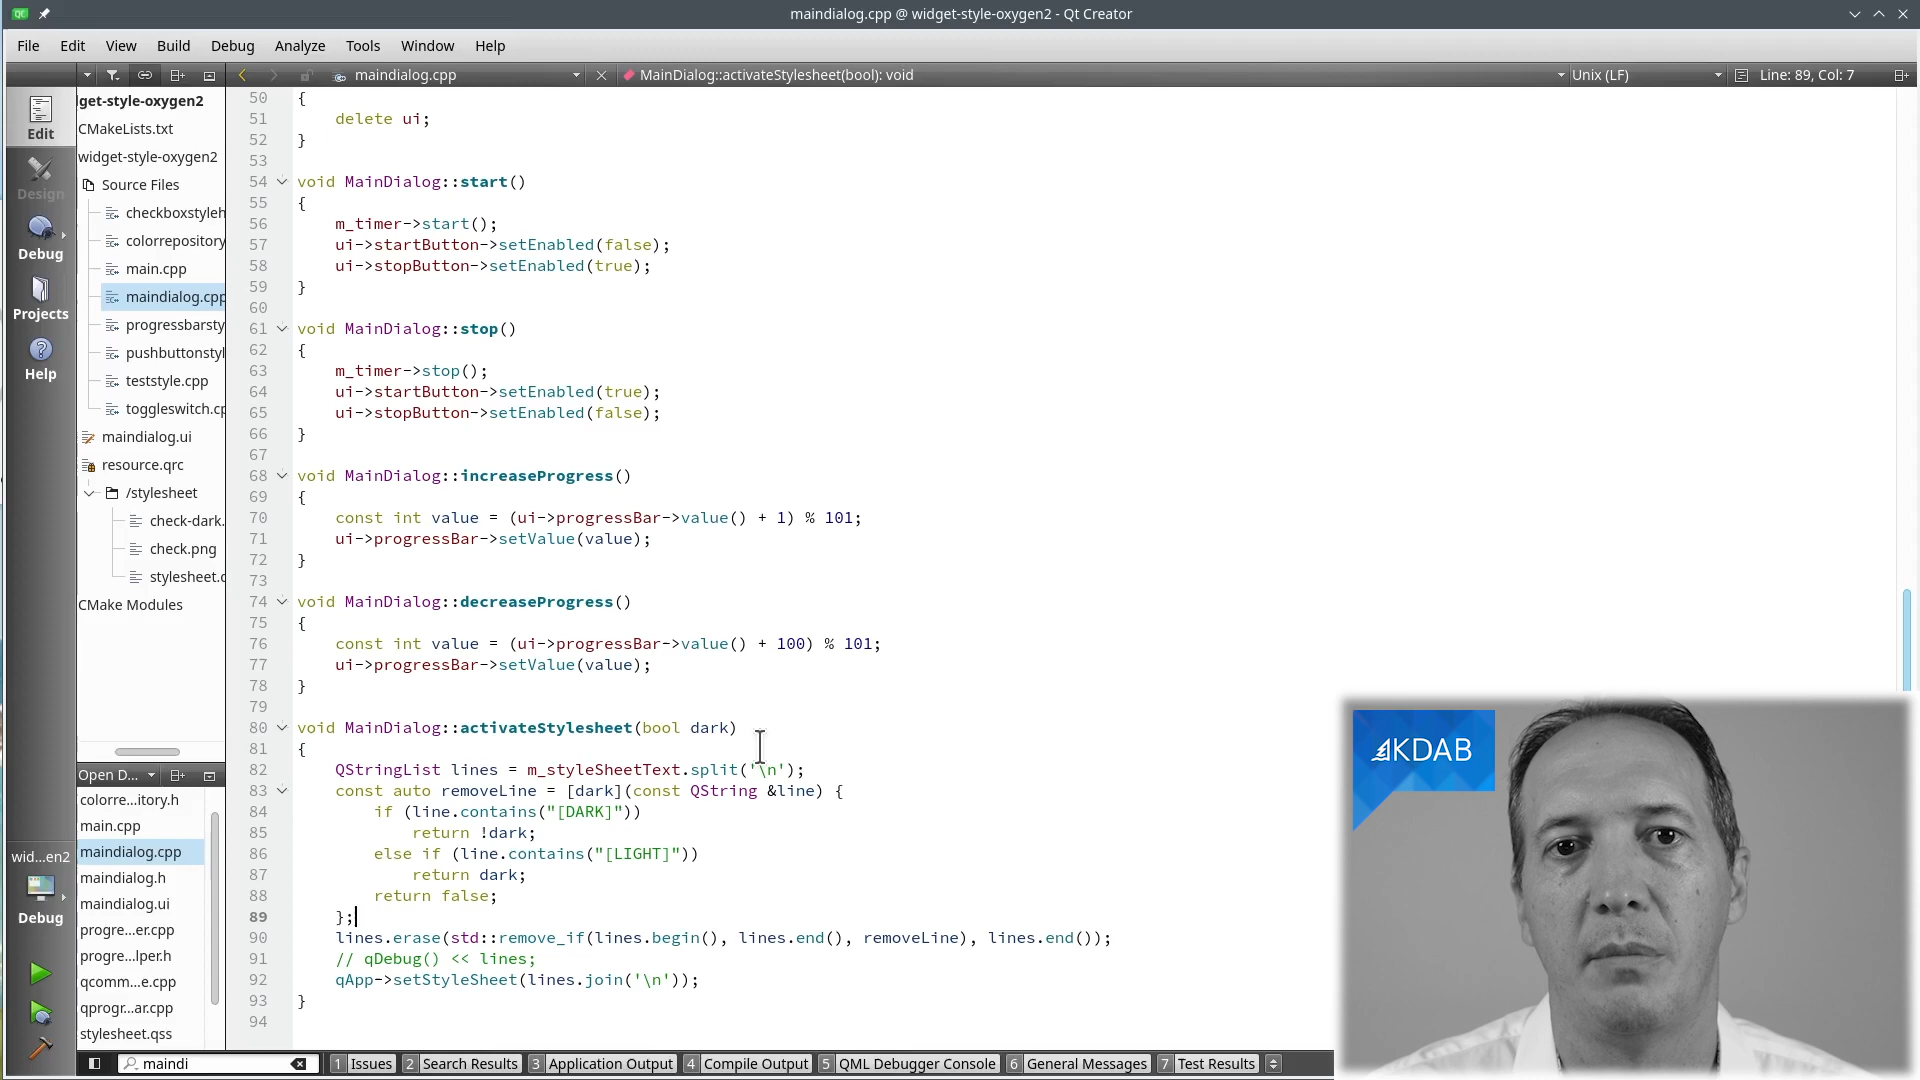 maindialog.cpp @ widget-style-oxygen2 - Qt Creator
File Edit View Build Debug Analyze Tools Window Help
maindialog.cpp
MainDialog::activateStylesheet(bool): void
Unix (LF)
Line: 89, Col: 7
Edit
Design
Debug
Projects
Help
wid...en2
Debug
get-style-oxygen2
CMakeLists.txt
widget-style-oxygen2
Source Files
checkboxstyleh
colorrepository
main.cpp
maindialog.cpp
progressbarsty
pushbuttonstyl
teststyle.cpp
toggleswitch.cp
maindialog.ui
resource.qrc
/stylesheet
check-dark.
check.png
stylesheet.c
CMake Modules
Open D...
colorre...itory.h
main.cpp
maindialog.cpp
maindialog.h
maindialog.ui
progre...er.cpp
progre...lper.h
qcomm...e.cpp
qprogr...ar.cpp
stylesheet.qss
50 {
51 delete ui;
52 }
53
54 void MainDialog::start()
55 {
56 m_timer->start();
57 ui->startButton->setEnabled(false);
58 ui->stopButton->setEnabled(true);
59 }
60
61 void MainDialog::stop()
62 {
63 m_timer->stop();
64 ui->startButton->setEnabled(true);
65 ui->stopButton->setEnabled(false);
66 }
67
68 void MainDialog::increaseProgress()
69 {
70 const int value = (ui->progressBar->value() + 1) % 101;
71 ui->progressBar->setValue(value);
72 }
73
74 void MainDialog::decreaseProgress()
75 {
76 const int value = (ui->progressBar->value() + 100) % 101;
77 ui->progressBar->setValue(value);
78 }
79
80 void MainDialog::activateStylesheet(bool dark)
81 {
82 QStringList lines = m_styleSheetText.split('\n');
83 const auto removeLine = [dark](const QString &line) {
84 if (line.contains("[DARK]"))
85 return !dark;
86 else if (line.contains("[LIGHT]"))
87 return dark;
88 return false;
89 };
90 lines.erase(std::remove_if(lines.begin(), lines.end(), removeLine), lines.end());
91 // qDebug() << lines;
92 qApp->setStyleSheet(lines.join('\n'));
93 }
94
KDAB
maindi
1 Issues 2 Search Results 3 Application Output 4 Compile Output 5 QML Debugger Console 6 General Messages 7 Test Results